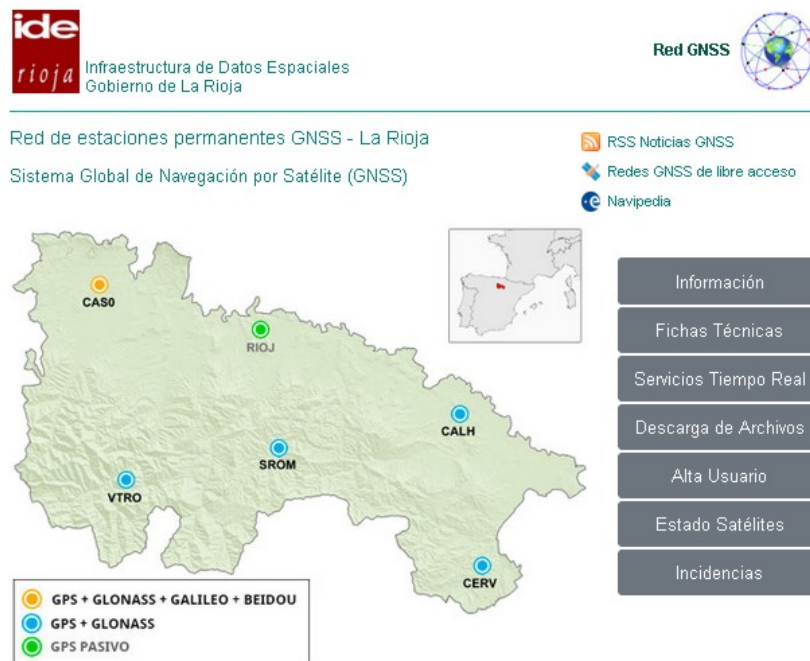 ide
rioja
Infraestructura de Datos Espaciales
Gobierno de La Rioja
Red GNSS
Red de estaciones permanentes GNSS - La Rioja
Sistema Global de Navegación por Satélite (GNSS)
RSS Noticias GNSS
Redes GNSS de libre acceso
Navipedia
CAS0
RIOJ
CALH
SROM
VTRO
CERV
GPS + GLONASS + GALILEO + BEIDOU
GPS + GLONASS
GPS PASIVO
Información
Fichas Técnicas
Servicios Tiempo Real
Descarga de Archivos
Alta Usuario
Estado Satélites
Incidencias